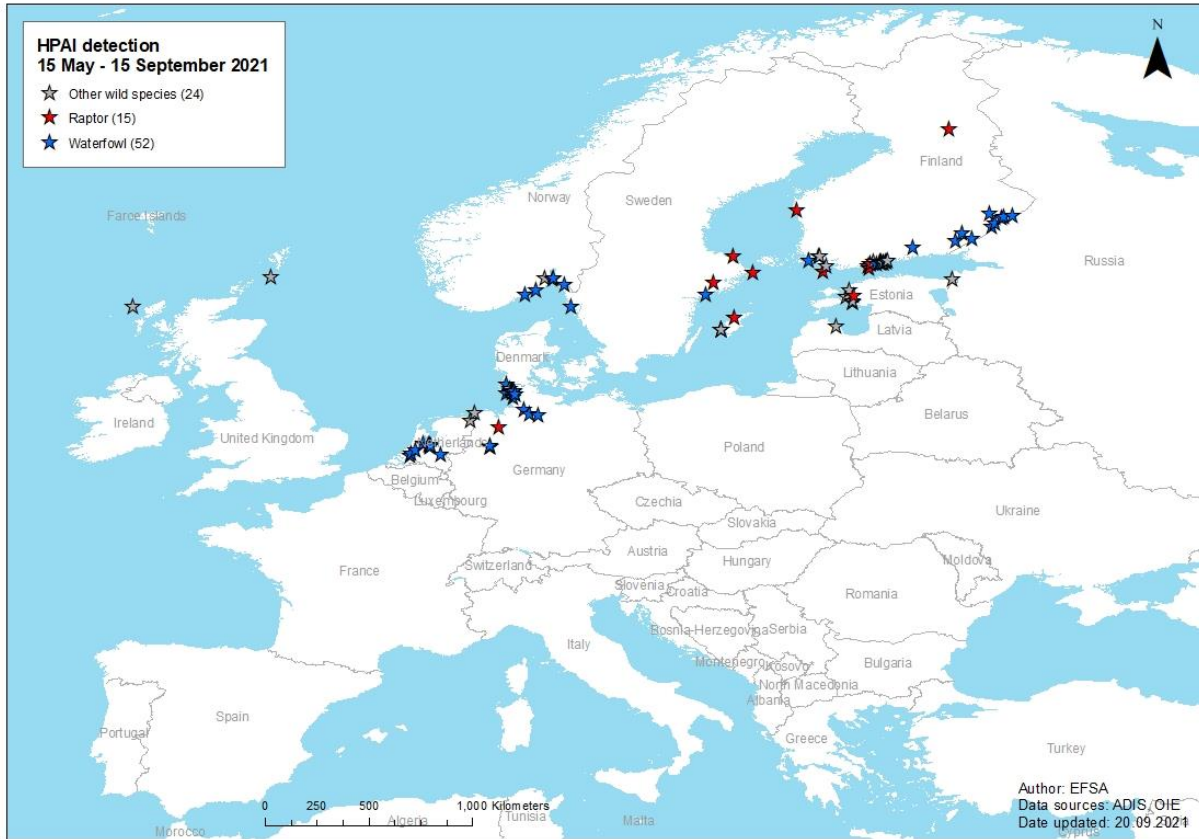 HPAI detection
15 May - 15 September 2021
Other wild species (24)
Raptor (15)
Waterfowl (52)
N
Finland
Norway
Sweden
Faroe Islands
Russia
Estonia
Latvia
Denmark
Lithuania
Ireland
United Kingdom
Netherlands
Belarus
Poland
Germany
Belgium
Luxembourg
Czechia
Ukraine
Slovakia
Austria
Hungary
Moldova
France
Switzerland
Slovenia
Croatia
Romania
Bosnia-Herzegovina
Serbia
Italy
Montenegro
Kosovo*
Bulgaria
North Macedonia
Albania
Spain
Portugal
Greece
Turkey
0 250 500 1,000 Kilometers
Author: EFSA
Data sources: ADIS, OIE
Date updated: 20.09.2021
Algeria
Tunisia
Malta
Morocco
Cyprus